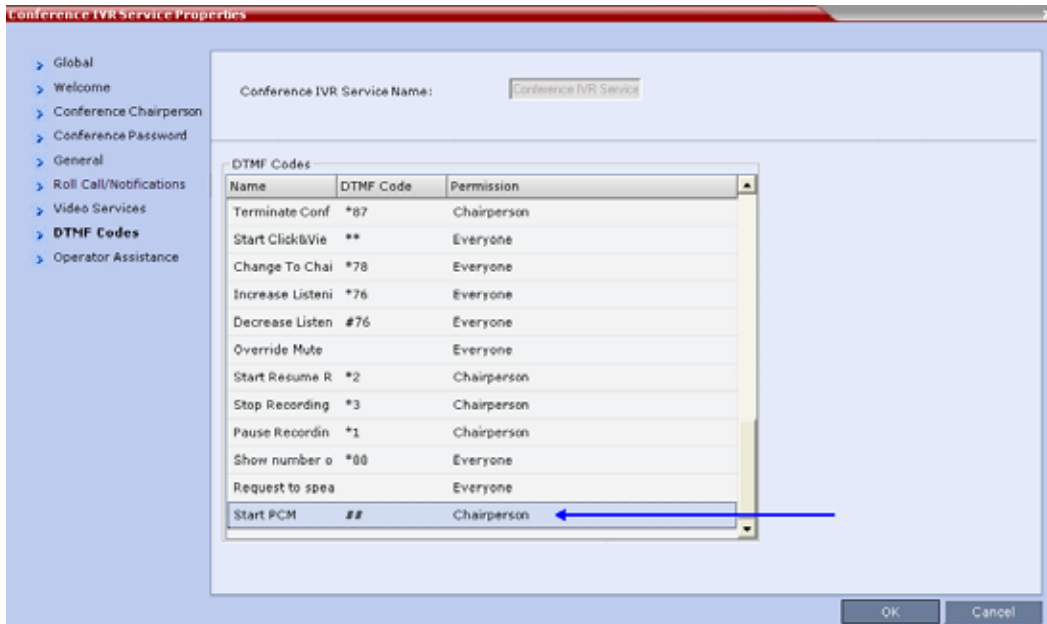 Conference IVR Service Properties
Global
Welcome
Conference Chairperson
Conference Password
General
Roll Call/Notifications
Video Services
DTMF Codes
Operator Assistance
Conference IVR Service Name: Conference IVR Service
DTMF Codes
Name DTMF Code Permission
Terminate Conf *87 Chairperson
Start Click&Vie ** Everyone
Change To Chai *78 Everyone
Increase Listeni *76 Everyone
Decrease Listen #76 Everyone
Override Mute Everyone
Start Resume R *2 Chairperson
Stop Recording *3 Chairperson
Pause Recordin *1 Chairperson
Show number o *88 Everyone
Request to spea Everyone
Start PCM ## Chairperson
OK Cancel